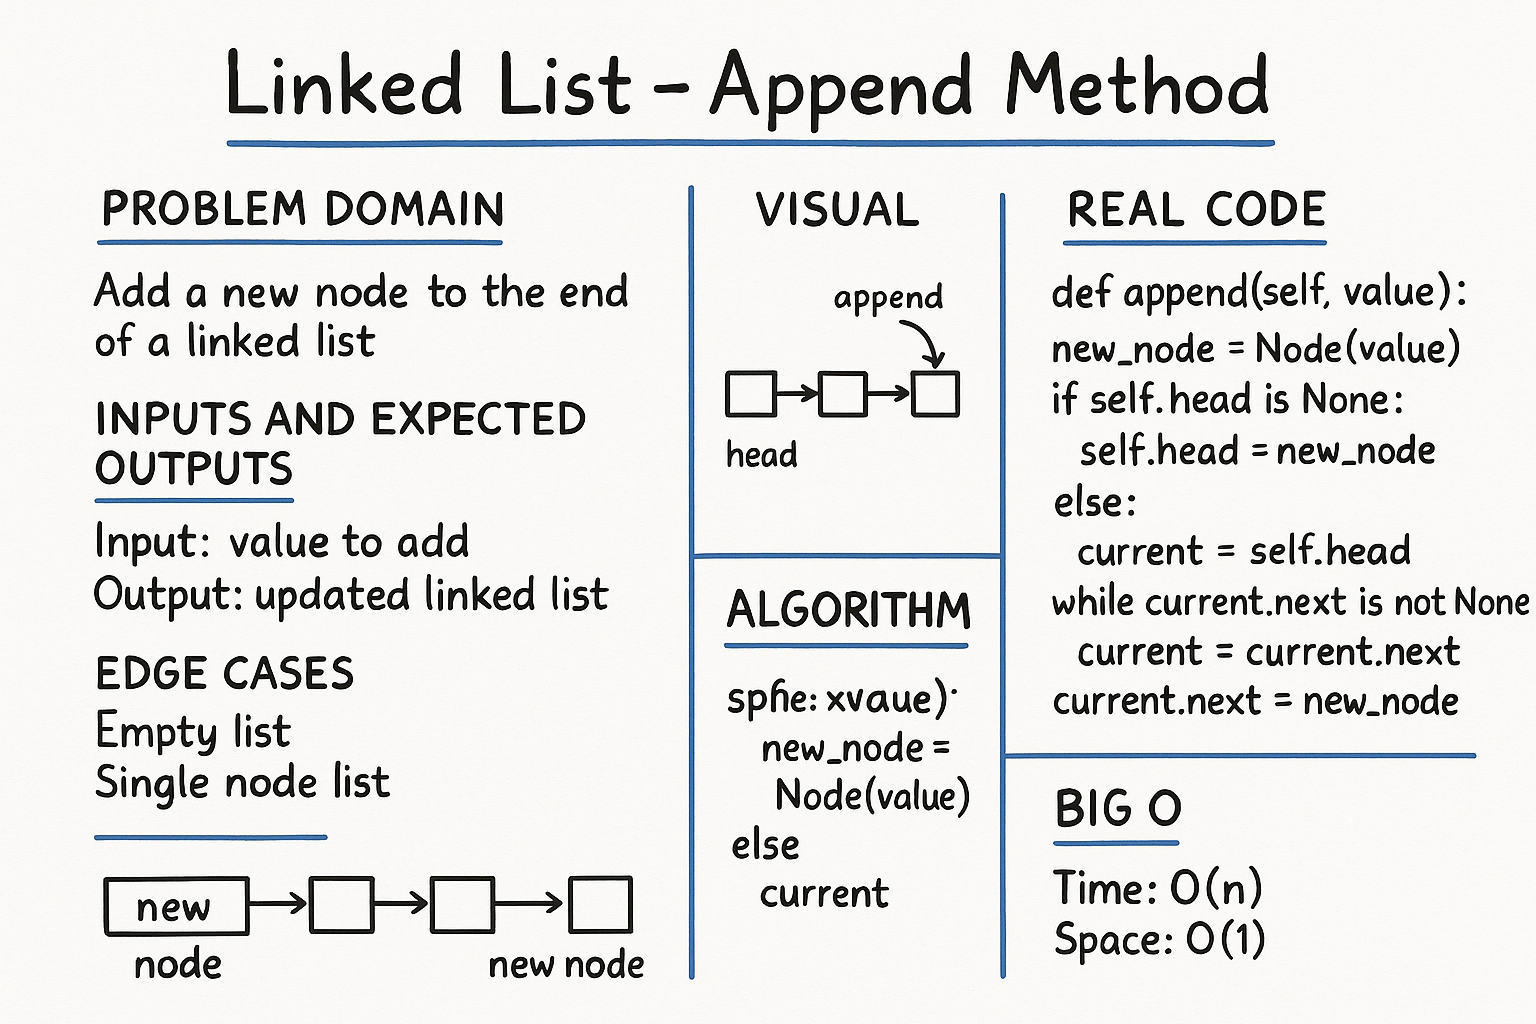 Linked List – Append Method
PROBLEM DOMAIN
Add a new node to the end
of a linked list
INPUTS AND EXPECTED
OUTPUTS
Input: value to add
Output: updated linked list
EDGE CASES
Empty list
Single node list
new
node
new node
VISUAL
append
head
ALGORITHM
xvaue)·
new_node =
Node(value)
else
current
REAL CODE
def append(self, value):
new_node = Node(value)
if self.head is None:
self.head = new_node
else:
current = self.head
while current.next is not None
current = current.next
current.next = new_node
BIG O
Time: O(n)
Space: O(1)